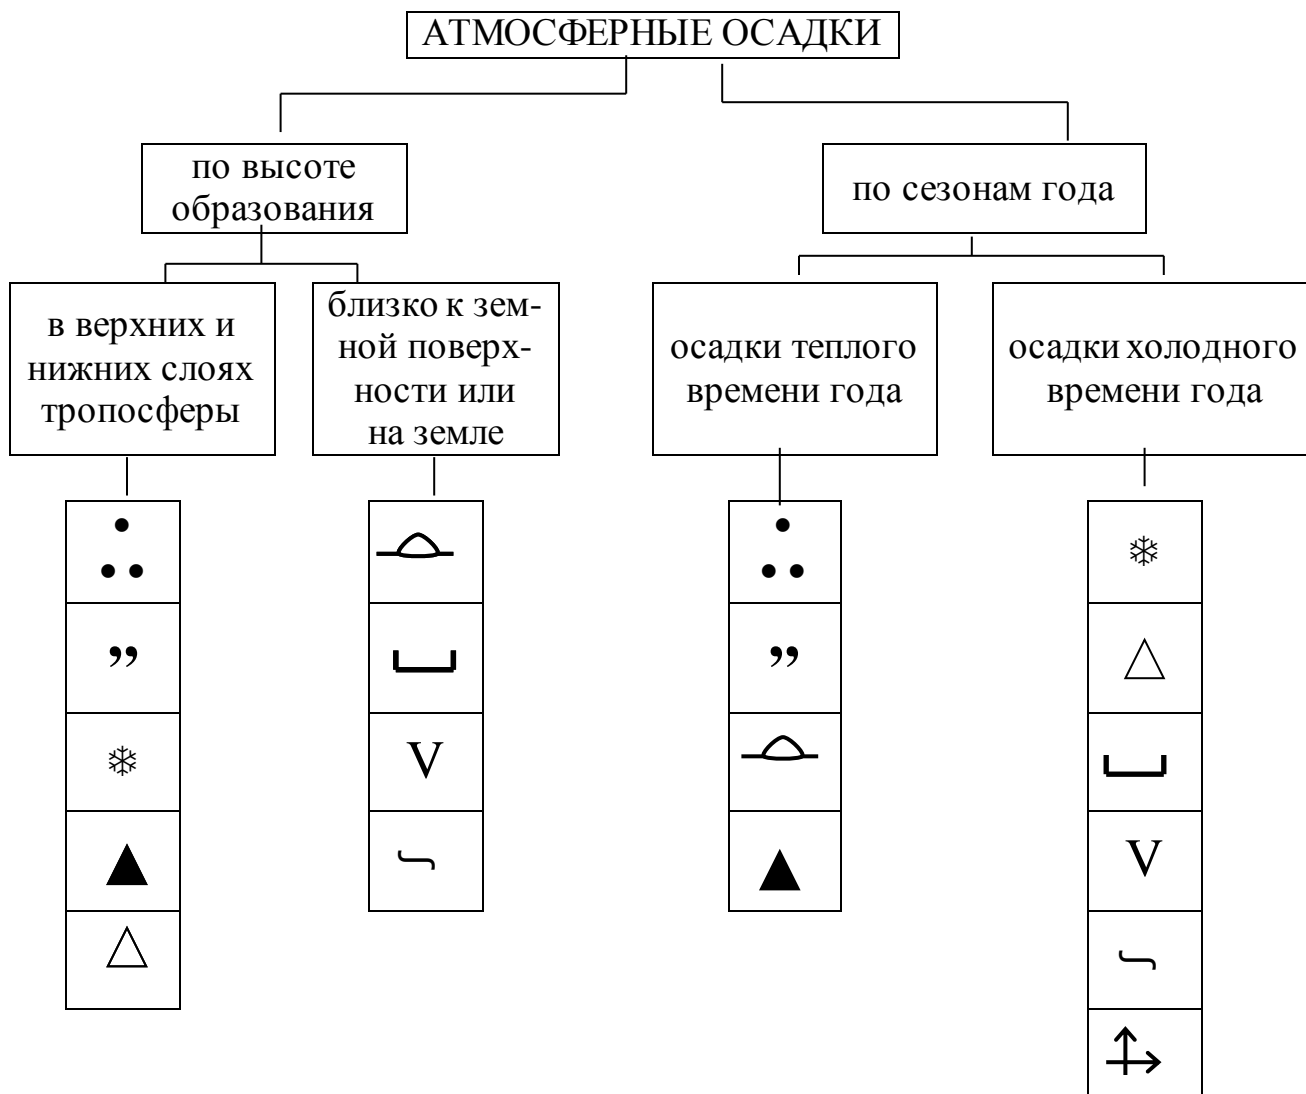 АТМОСФЕРНЫЕ ОСАДКИ
по высоте
образования
по сезонам года
в верхних и
нижних слоях
тропосферы
близко к зем-
ной поверх-
ности или
на земле
осадки теплого
времени года
осадки холодного
времени года
”
V
”
V